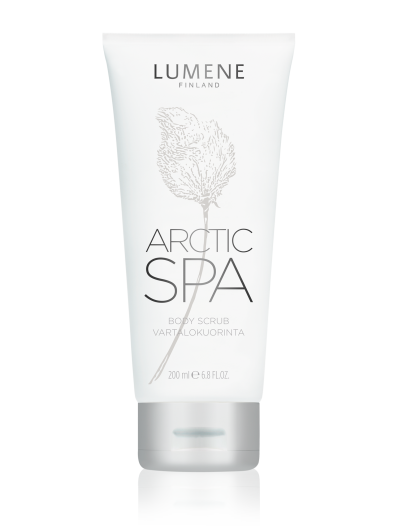 LUMENE
FINLAND
ARCTIC
SPA
BODY SCRUB
VARTALOKUORINTA
200 ml ℮ 6.8 FL.OZ.